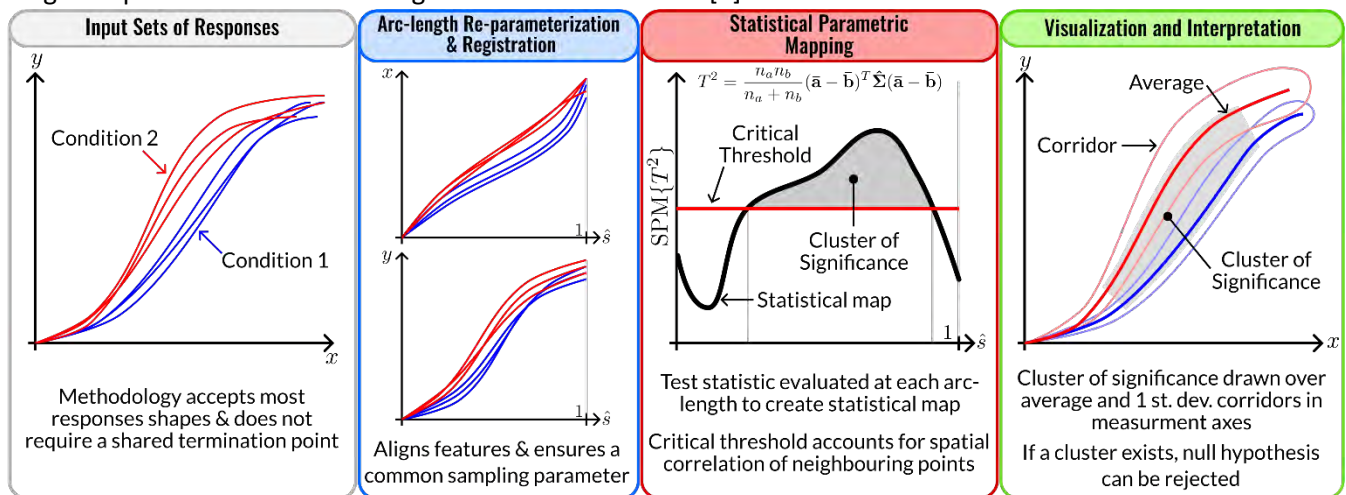 Input Sets of Responses
y
Condition 2
Condition 1
x
Methodology accepts most
responses shapes & does not
require a shared termination point
Arc-length Re-parameterization
& Registration
x
1
ŝ
y
1
ŝ
Aligns features & ensures a
common sampling parameter
Statistical Parametric
Mapping
T² = n_a n_b / (n_a + n_b) (ā − b̄)ᵀ Σ̂(ā − b̄)
SPM{T²}
Critical
Threshold
Cluster of
Significance
Statistical map
1
ŝ
Test statistic evaluated at each arc-
length to create statistical map
Critical threshold accounts for spatial
correlation of neighbouring points
Visualization and Interpretation
y
Average
Corridor
Cluster of
Significance
x
Cluster of significance drawn over
average and 1 st. dev. corridors in
measurment axes
If a cluster exists, null hypothesis
can be rejected